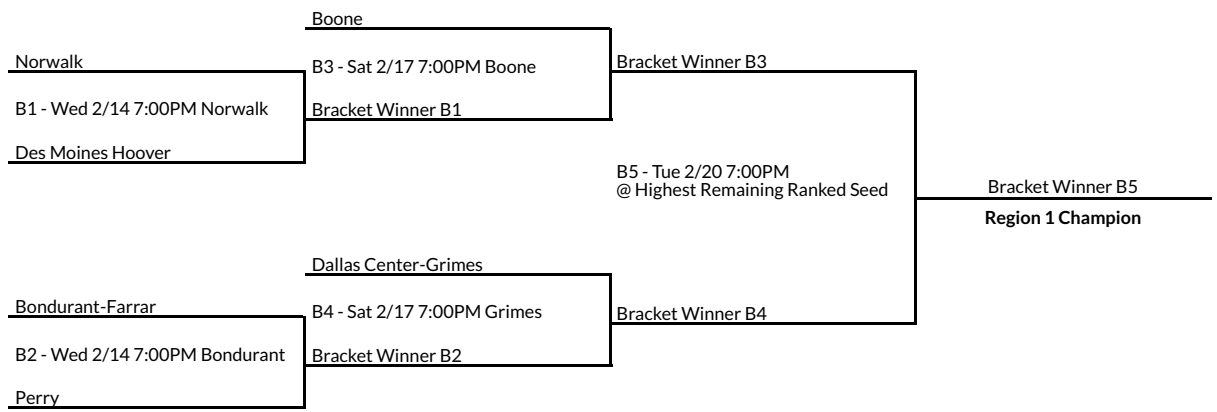 Boone
Norwalk
B3 - Sat 2/17 7:00PM Boone
Bracket Winner B3
B1 - Wed 2/14 7:00PM Norwalk
Bracket Winner B1
Des Moines Hoover
B5 - Tue 2/20 7:00PM
@ Highest Remaining Ranked Seed
Bracket Winner B5
Region 1 Champion
Dallas Center-Grimes
Bondurant-Farrar
B4 - Sat 2/17 7:00PM Grimes
Bracket Winner B4
B2 - Wed 2/14 7:00PM Bondurant
Bracket Winner B2
Perry